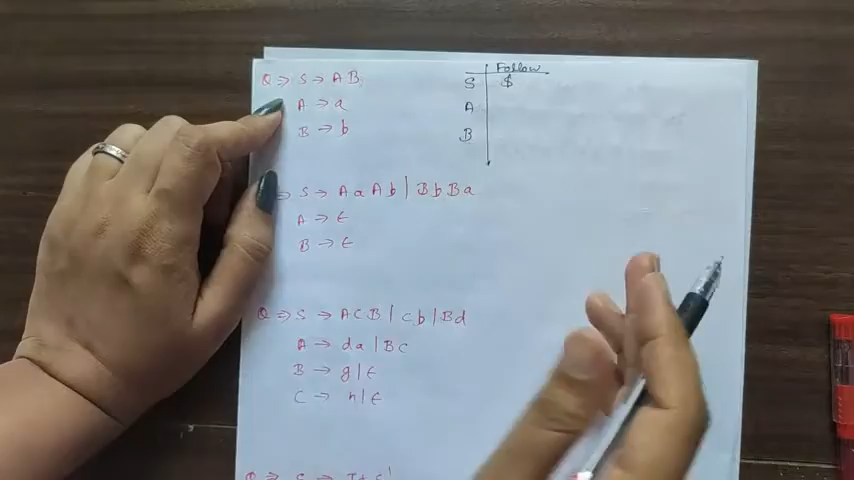 Q ⇒ S → AB
A → a
B → b
Follow
S $
A
B
⇒ S → AaAb | BbBa
A → ϵ
B → ϵ
Q ⇒ S → ACB | Cb | Bd
A → da | BC
B → g | ϵ
C → h | ϵ